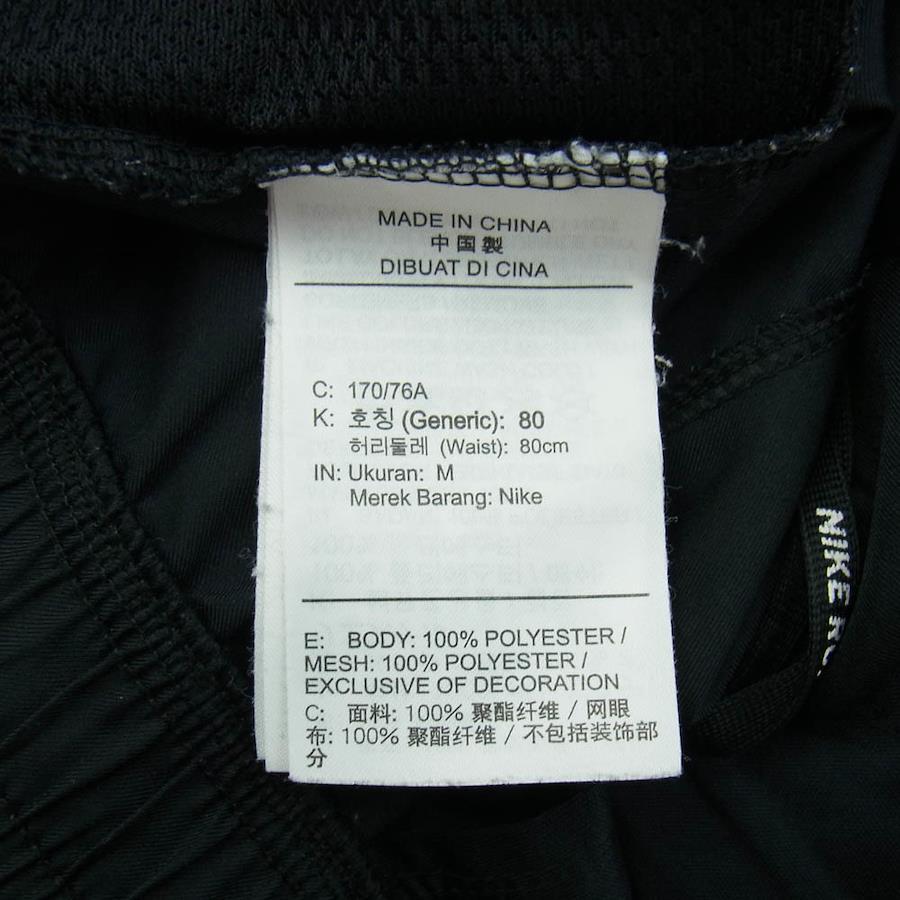 MADE IN CHINA
中国製
DIBUAT DI CINA
C: 170/76A
K: 호칭 (Generic): 80
허리둘레 (Waist): 80cm
IN: Ukuran: M
Merek Barang: Nike
E: BODY: 100% POLYESTER /
MESH: 100% POLYESTER /
EXCLUSIVE OF DECORATION
C: 面料: 100% 聚酯纤维 / 网眼
布: 100% 聚酯纤维 / 不包括装饰部
分
NIKE